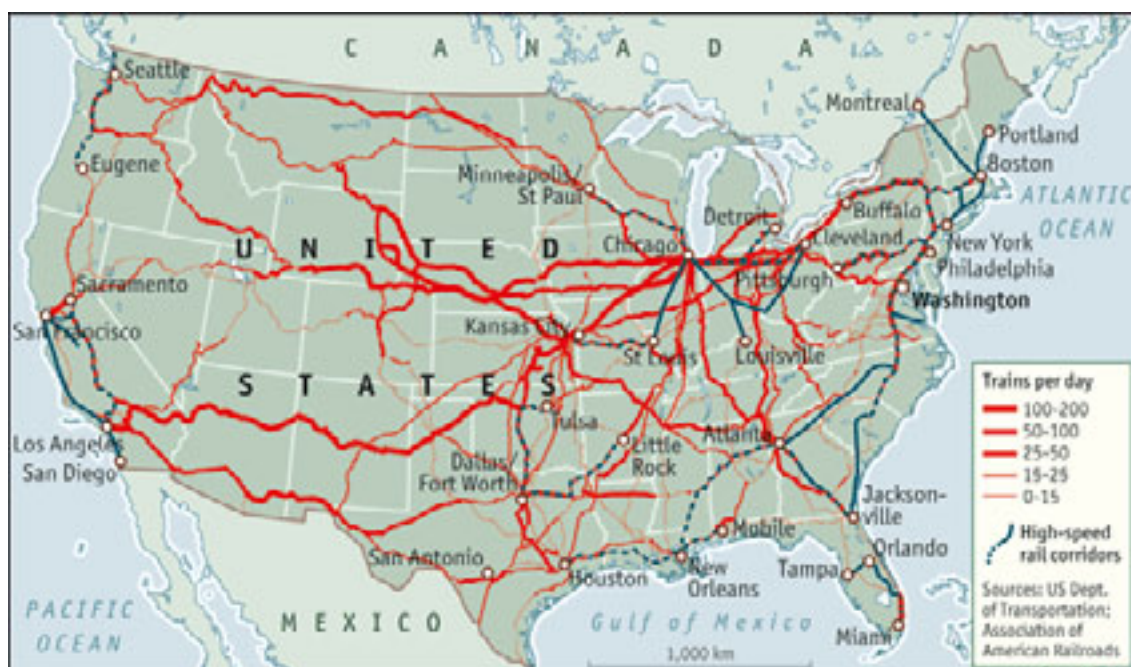 CANADA
Seattle
Montreal
Portland
Eugene
Boston
Minneapolis/
St Paul
ATLANTIC
OCEAN
Detroit
Buffalo
Chicago
Cleveland
New York
UNITED
Pittsburgh
Philadelphia
Sacramento
Washington
San Francisco
Kansas City
St Louis
Louisville
STATES
Tulsa
Los Angeles
San Diego
Atlanta
Little
Rock
Dallas/
Fort Worth
Jackson-
ville
Mobile
Orlando
San Antonio
Houston
New
Orleans
Tampa
PACIFIC
OCEAN
MEXICO
Gulf of Mexico
Miami
1,000 km
Trains per day
100-200
50-100
25-50
15-25
0-15
High-speed
rail corridors
Sources: US Dept.
of Transportation;
Association of
American Railroads